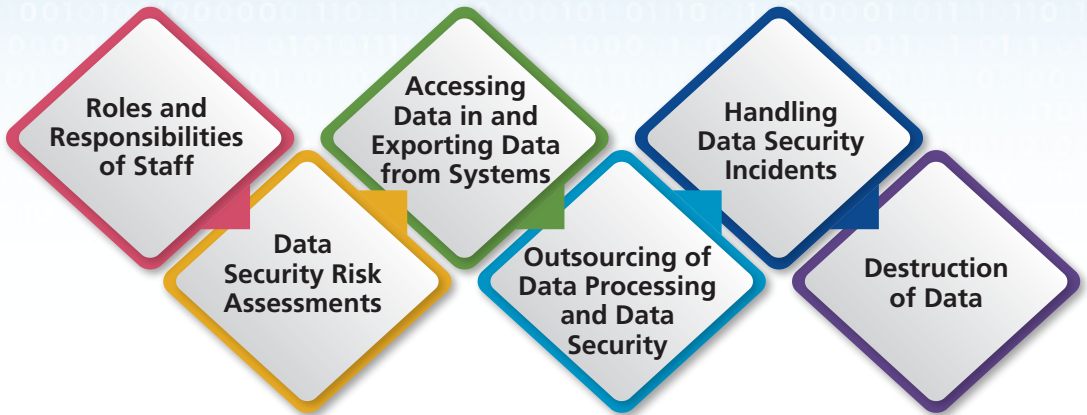 Roles and
Responsibilities
of Staff
Data
Security Risk
Assessments
Accessing
Data in and
Exporting Data
from Systems
Outsourcing of
Data Processing
and Data
Security
Handling
Data Security
Incidents
Destruction
of Data